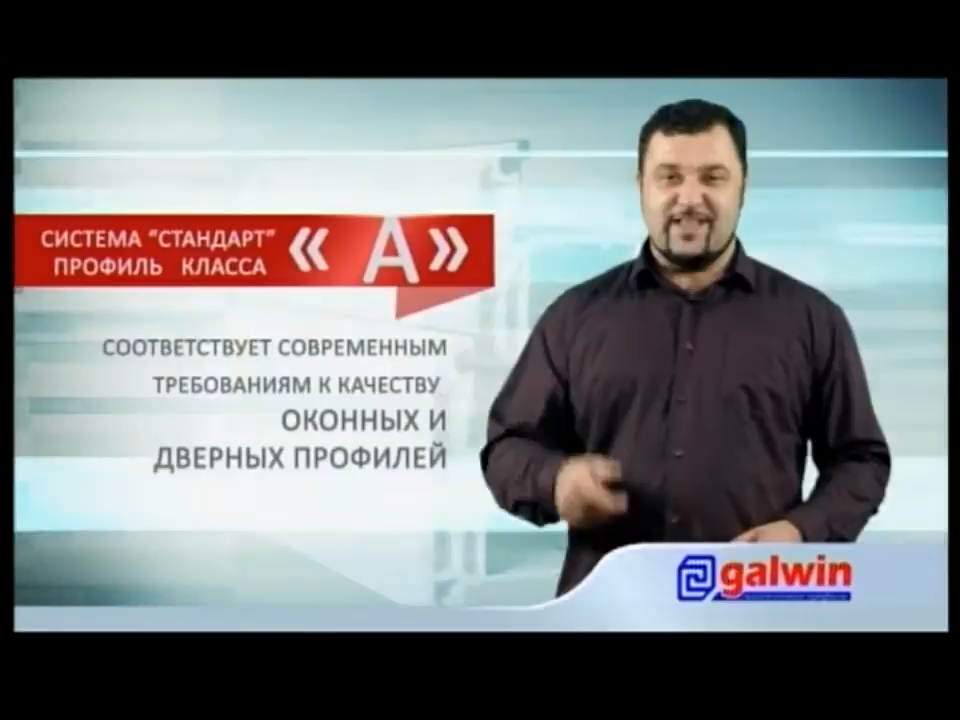 СИСТЕМА “СТАНДАРТ”
ПРОФИЛЬ КЛАССА
« А »
СООТВЕТСТВУЕТ СОВРЕМЕННЫМ
ТРЕБОВАНИЯМ К КАЧЕСТВУ
ОКОННЫХ И
ДВЕРНЫХ ПРОФИЛЕЙ
galwin